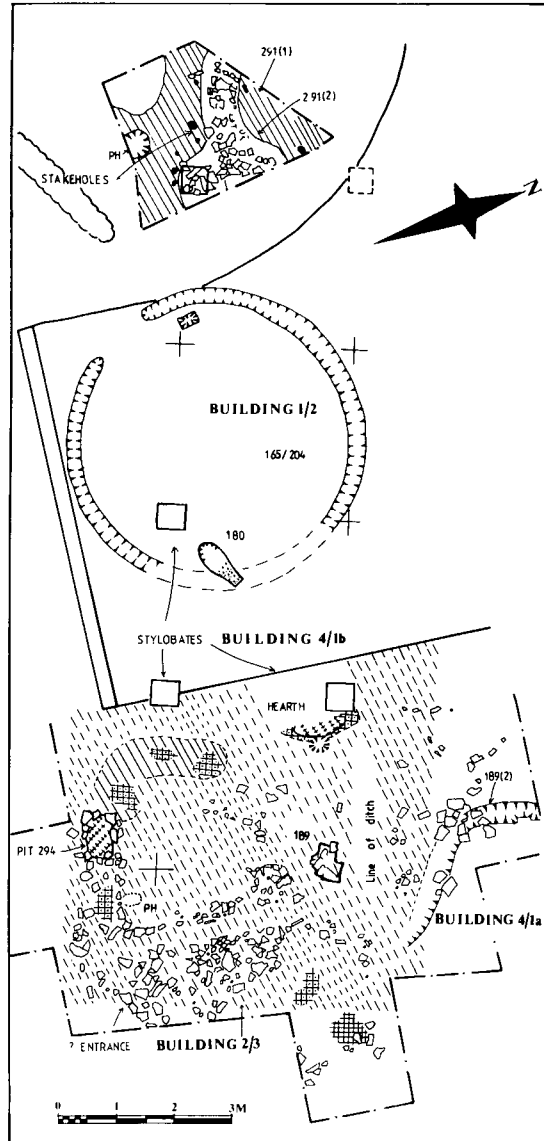 291(1)
291(2)
PH
STAKEHOLES
N
BUILDING 1/2
165/204
180
STYLOBATES
BUILDING 4/1b
HEARTH
189(2)
189
Line of ditch
PIT 294
PH
BUILDING 4/1a
? ENTRANCE
BUILDING 2/3
0 1 2 3M